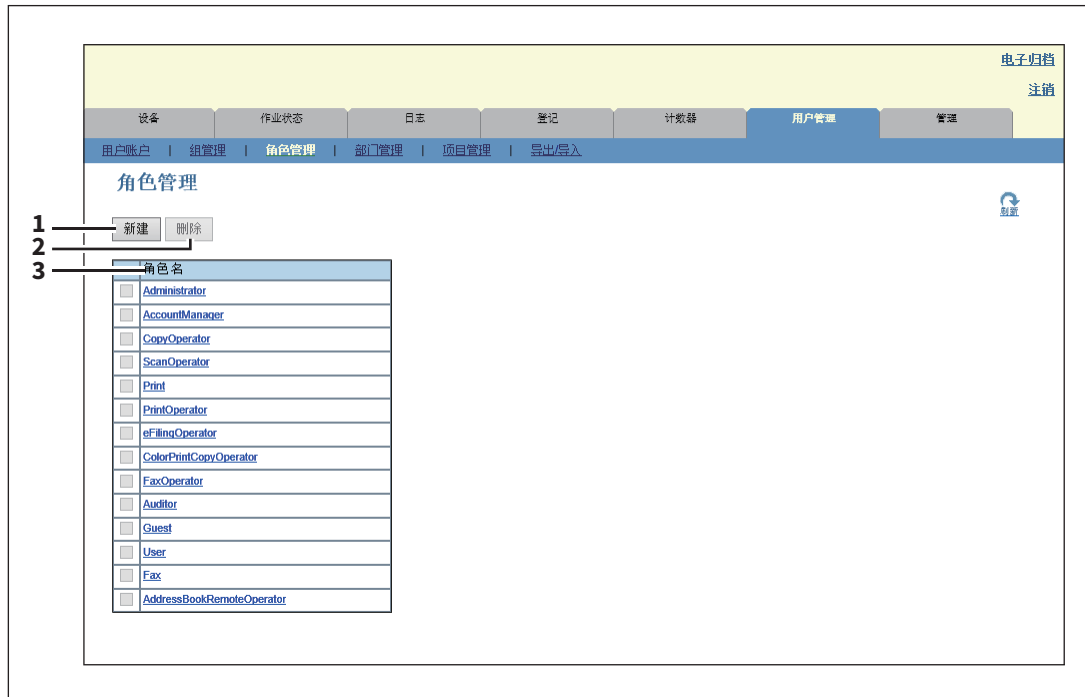 电子归档
注销
设备 作业状态 日志 登记 计数器 用户管理 管理
用户账户 | 组管理 | 角色管理 | 部门管理 | 项目管理 | 导出/导入
角色管理
刷新
1 新建 删除
2
3 角色名
Administrator
AccountManager
CopyOperator
ScanOperator
Print
PrintOperator
eFilingOperator
ColorPrintCopyOperator
FaxOperator
Auditor
Guest
User
Fax
AddressBookRemoteOperator